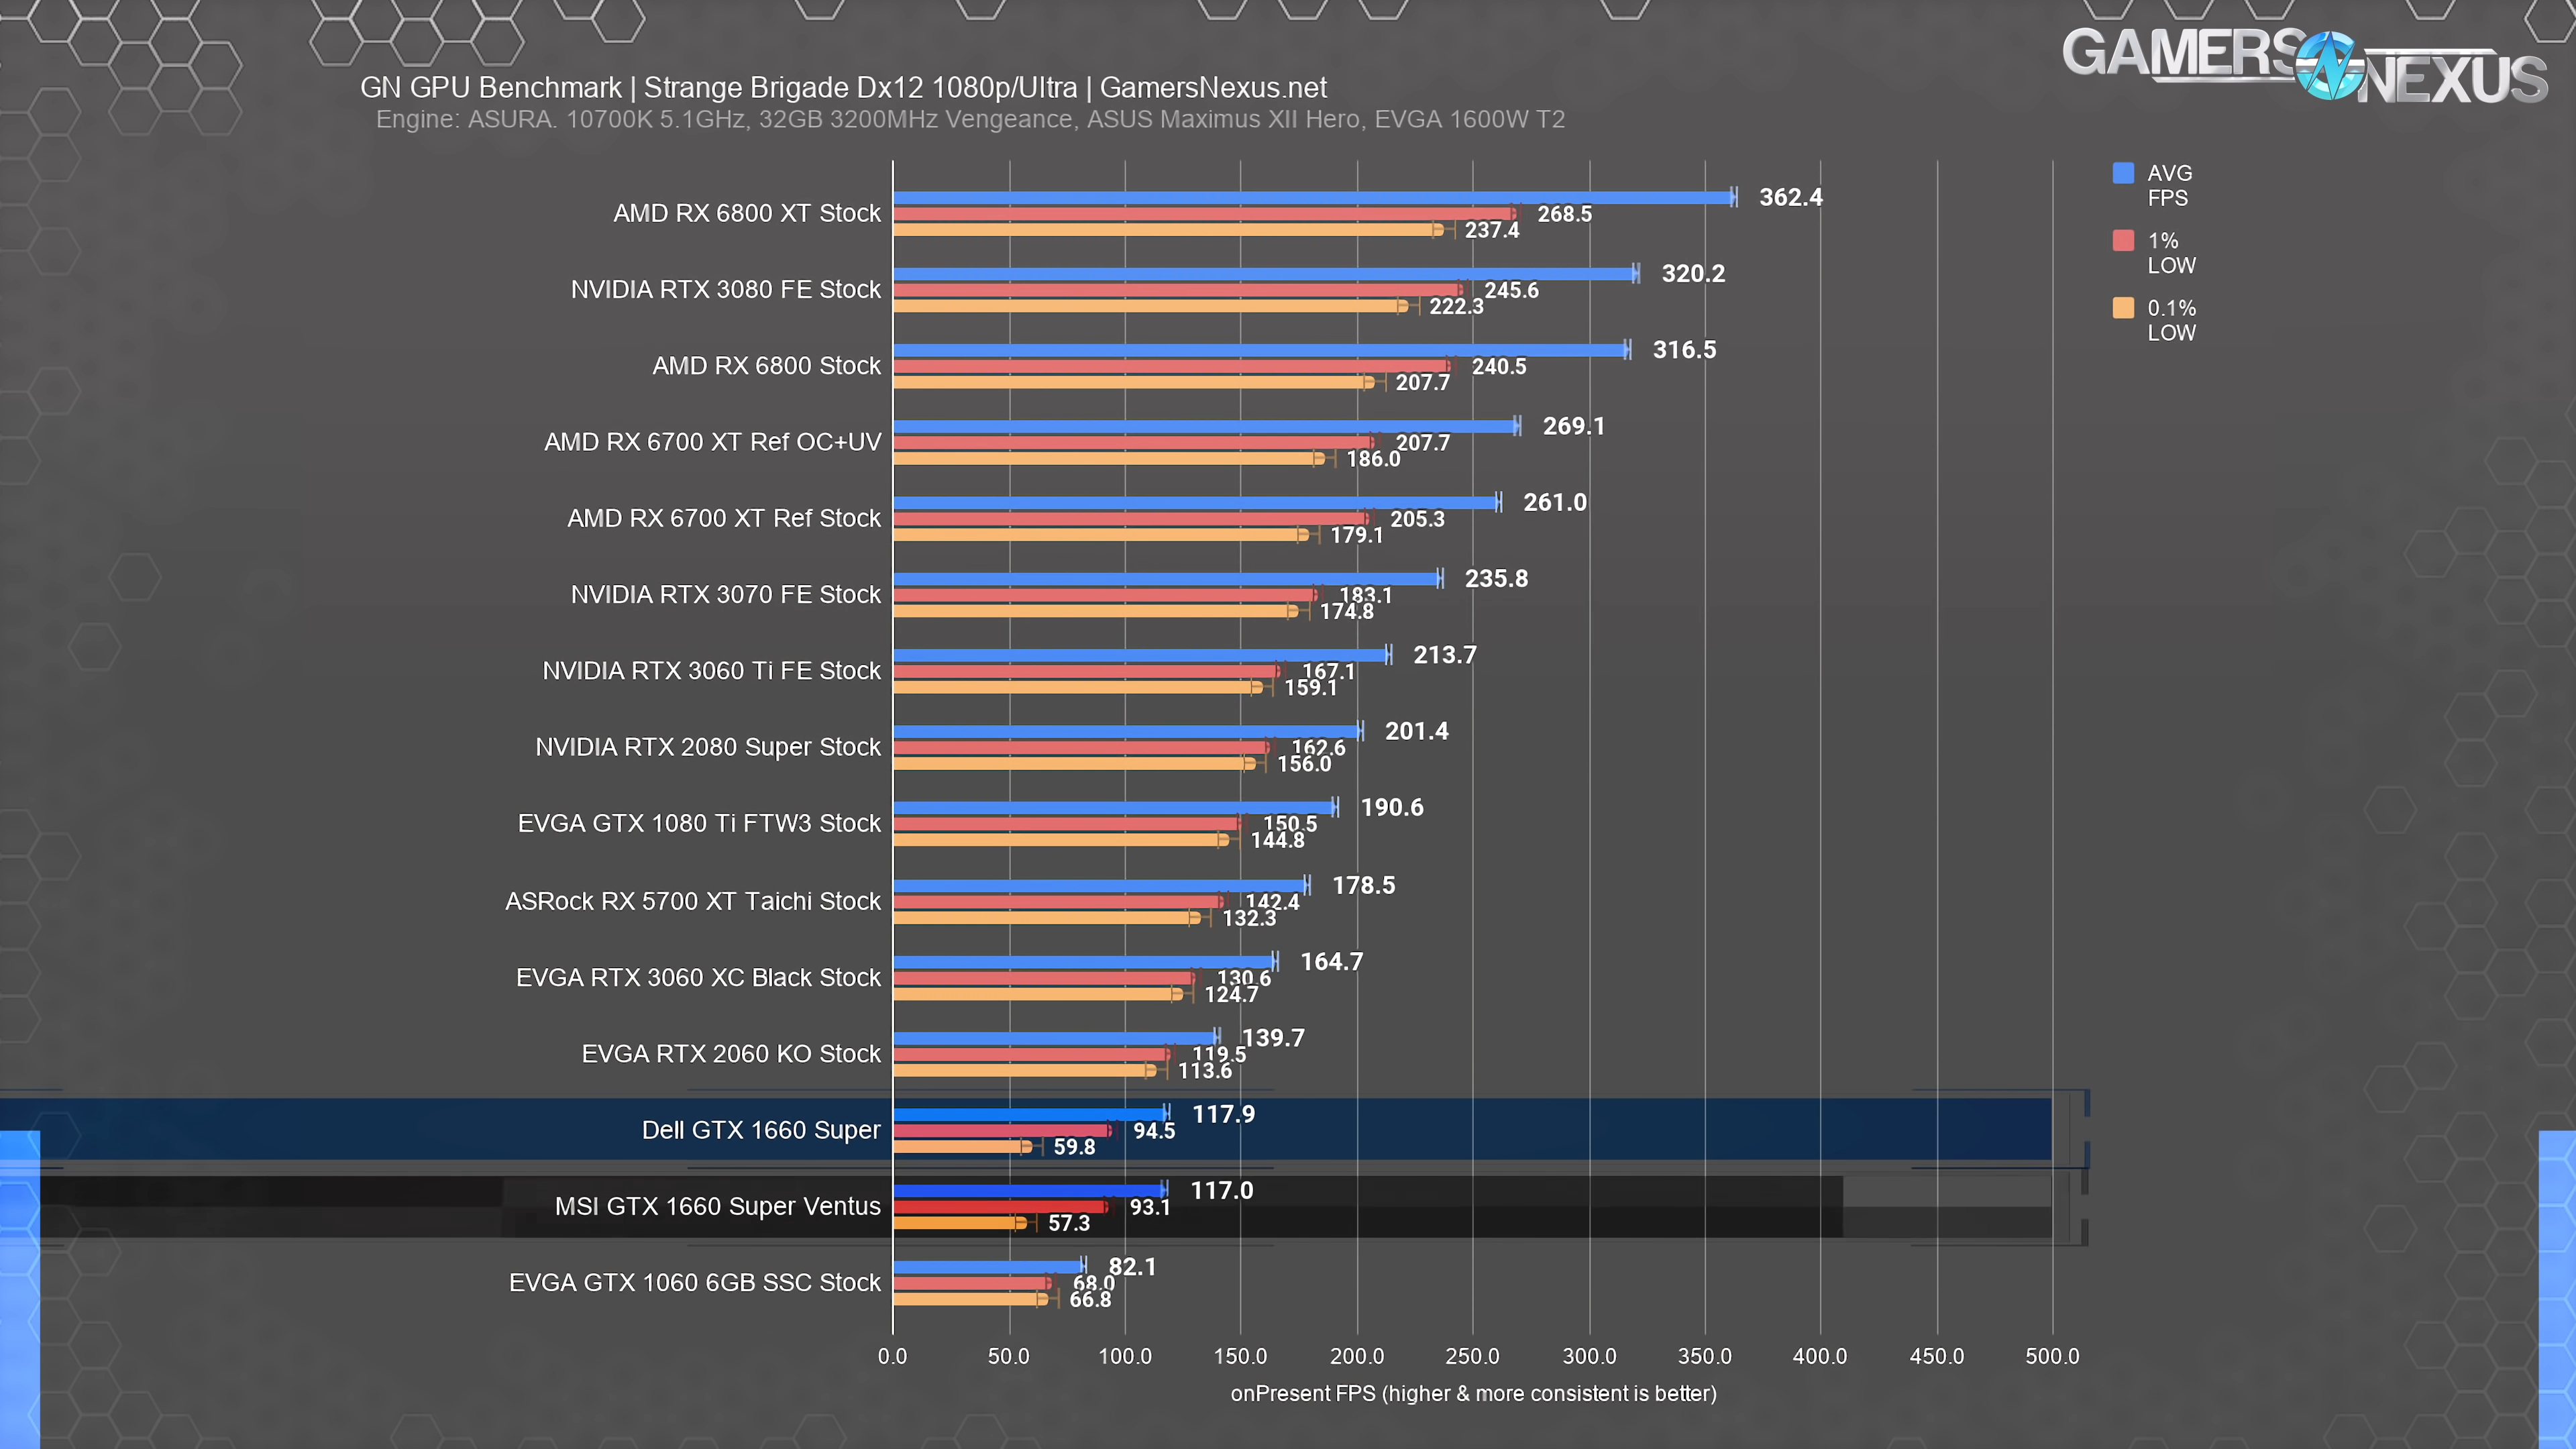 GAMERS NEXUS
GN GPU Benchmark | Strange Brigade Dx12 1080p/Ultra | GamersNexus.net
Engine: ASURA. 10700K 5.1GHz, 32GB 3200MHz Vengeance, ASUS Maximus XII Hero, EVGA 1600W T2
AVG
FPS
1%
LOW
0.1%
LOW
AMD RX 6800 XT Stock
362.4
268.5
237.4
NVIDIA RTX 3080 FE Stock
320.2
245.6
222.3
AMD RX 6800 Stock
316.5
240.5
207.7
AMD RX 6700 XT Ref OC+UV
269.1
207.7
186.0
AMD RX 6700 XT Ref Stock
261.0
205.3
179.1
NVIDIA RTX 3070 FE Stock
235.8
183.1
174.8
NVIDIA RTX 3060 Ti FE Stock
213.7
167.1
159.1
NVIDIA RTX 2080 Super Stock
201.4
162.6
156.0
EVGA GTX 1080 Ti FTW3 Stock
190.6
150.5
144.8
ASRock RX 5700 XT Taichi Stock
178.5
142.4
132.3
EVGA RTX 3060 XC Black Stock
164.7
130.6
124.7
EVGA RTX 2060 KO Stock
139.7
119.5
113.6
Dell GTX 1660 Super
117.9
94.5
59.8
MSI GTX 1660 Super Ventus
117.0
93.1
57.3
EVGA GTX 1060 6GB SSC Stock
82.1
68.0
66.8
0.0 50.0 100.0 150.0 200.0 250.0 300.0 350.0 400.0 450.0 500.0
onPresent FPS (higher & more consistent is better)